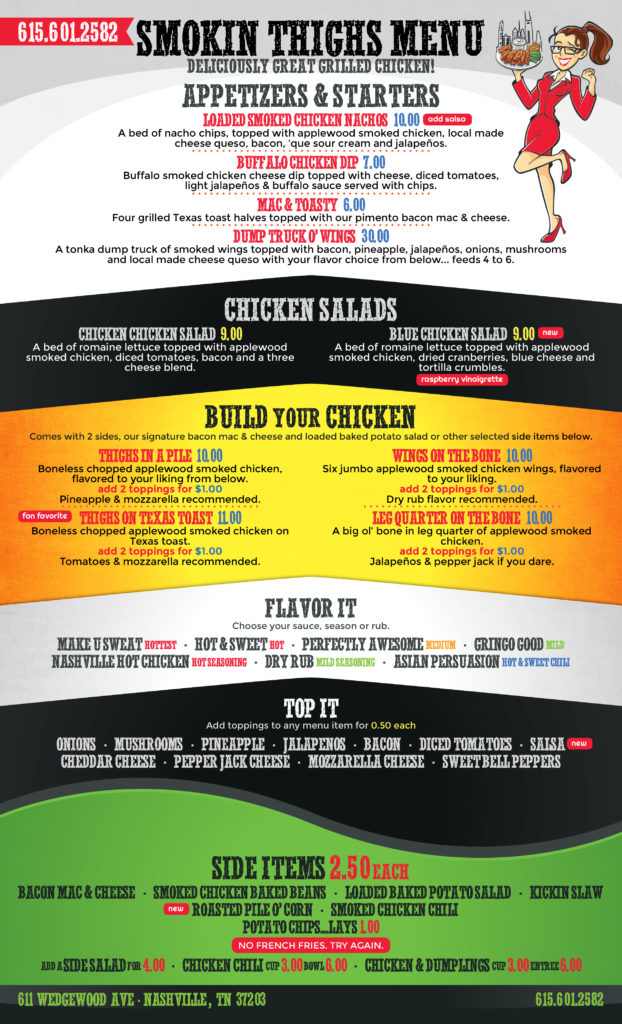 615.601.2582
SMOKIN THIGHS MENU
DELICIOUSLY GREAT GRILLED CHICKEN!
APPETIZERS & STARTERS
LOADED SMOKED CHICKEN NACHOS 10.00 add salsa
A bed of nacho chips, topped with applewood smoked chicken, local made
cheese queso, bacon, 'que sour cream and jalapeños.
BUFFALO CHICKEN DIP 7.00
Buffalo smoked chicken cheese dip topped with cheese, diced tomatoes,
light jalapeños & buffalo sauce served with chips.
MAC & TOASTY 6.00
Four grilled Texas toast halves topped with our pimento bacon mac & cheese.
DUMP TRUCK O' WINGS 30.00
A tonka dump truck of smoked wings topped with bacon, pineapple, jalapeños, onions, mushrooms
and local made cheese queso with your flavor choice from below... feeds 4 to 6.
CHICKEN SALADS
CHICKEN CHICKEN SALAD 9.00
A bed of romaine lettuce topped with applewood
smoked chicken, diced tomatoes, bacon and a three
cheese blend.
BLUE CHICKEN SALAD 9.00 new
A bed of romaine lettuce topped with applewood
smoked chicken, dried cranberries, blue cheese and
tortilla crumbles.
raspberry vinaigrette
BUILD YOUR CHICKEN
Comes with 2 sides, our signature bacon mac & cheese and loaded baked potato salad or other selected side items below.
THIGHS IN A PILE 10.00
Boneless chopped applewood smoked chicken,
flavored to your liking from below.
add 2 toppings for $1.00
Pineapple & mozzarella recommended.
WINGS ON THE BONE 10.00
Six jumbo applewood smoked chicken wings, flavored
to your liking.
add 2 toppings for $1.00
Dry rub flavor recommended.
fan favorite THIGHS ON TEXAS TOAST 11.00
Boneless chopped applewood smoked chicken on
Texas toast.
add 2 toppings for $1.00
Tomatoes & mozzarella recommended.
LEG QUARTER ON THE BONE 10.00
A big ol' bone in leg quarter of applewood smoked
chicken.
add 2 toppings for $1.00
Jalapeños & pepper jack if you dare.
FLAVOR IT
Choose your sauce, season or rub.
MAKE U SWEAT HOTTEST · HOT & SWEET HOT · PERFECTLY AWESOME MEDIUM · GRINGO GOOD MILD
NASHVILLE HOT CHICKEN HOT SEASONING · DRY RUB MILD SEASONING · ASIAN PERSUASION HOT & SWEET CHILI
TOP IT
Add toppings to any menu item for 0.50 each
ONIONS · MUSHROOMS · PINEAPPLE · JALAPENOS · BACON · DICED TOMATOES · SALSA new
CHEDDAR CHEESE · PEPPER JACK CHEESE · MOZZARELLA CHEESE · SWEET BELL PEPPERS
SIDE ITEMS 2.50 EACH
BACON MAC & CHEESE · SMOKED CHICKEN BAKED BEANS · LOADED BAKED POTATO SALAD · KICKIN SLAW
new ROASTED PILE O' CORN · SMOKED CHICKEN CHILI
POTATO CHIPS...LAYS 1.00
NO FRENCH FRIES. TRY AGAIN.
ADD A SIDE SALAD FOR 4.00 · CHICKEN CHILI CUP 3.00 BOWL 6.00 · CHICKEN & DUMPLINGS CUP 3.00 ENTREE 6.00
611 WEDGEWOOD AVE · NASHVILLE, TN 37203
615.601.2582